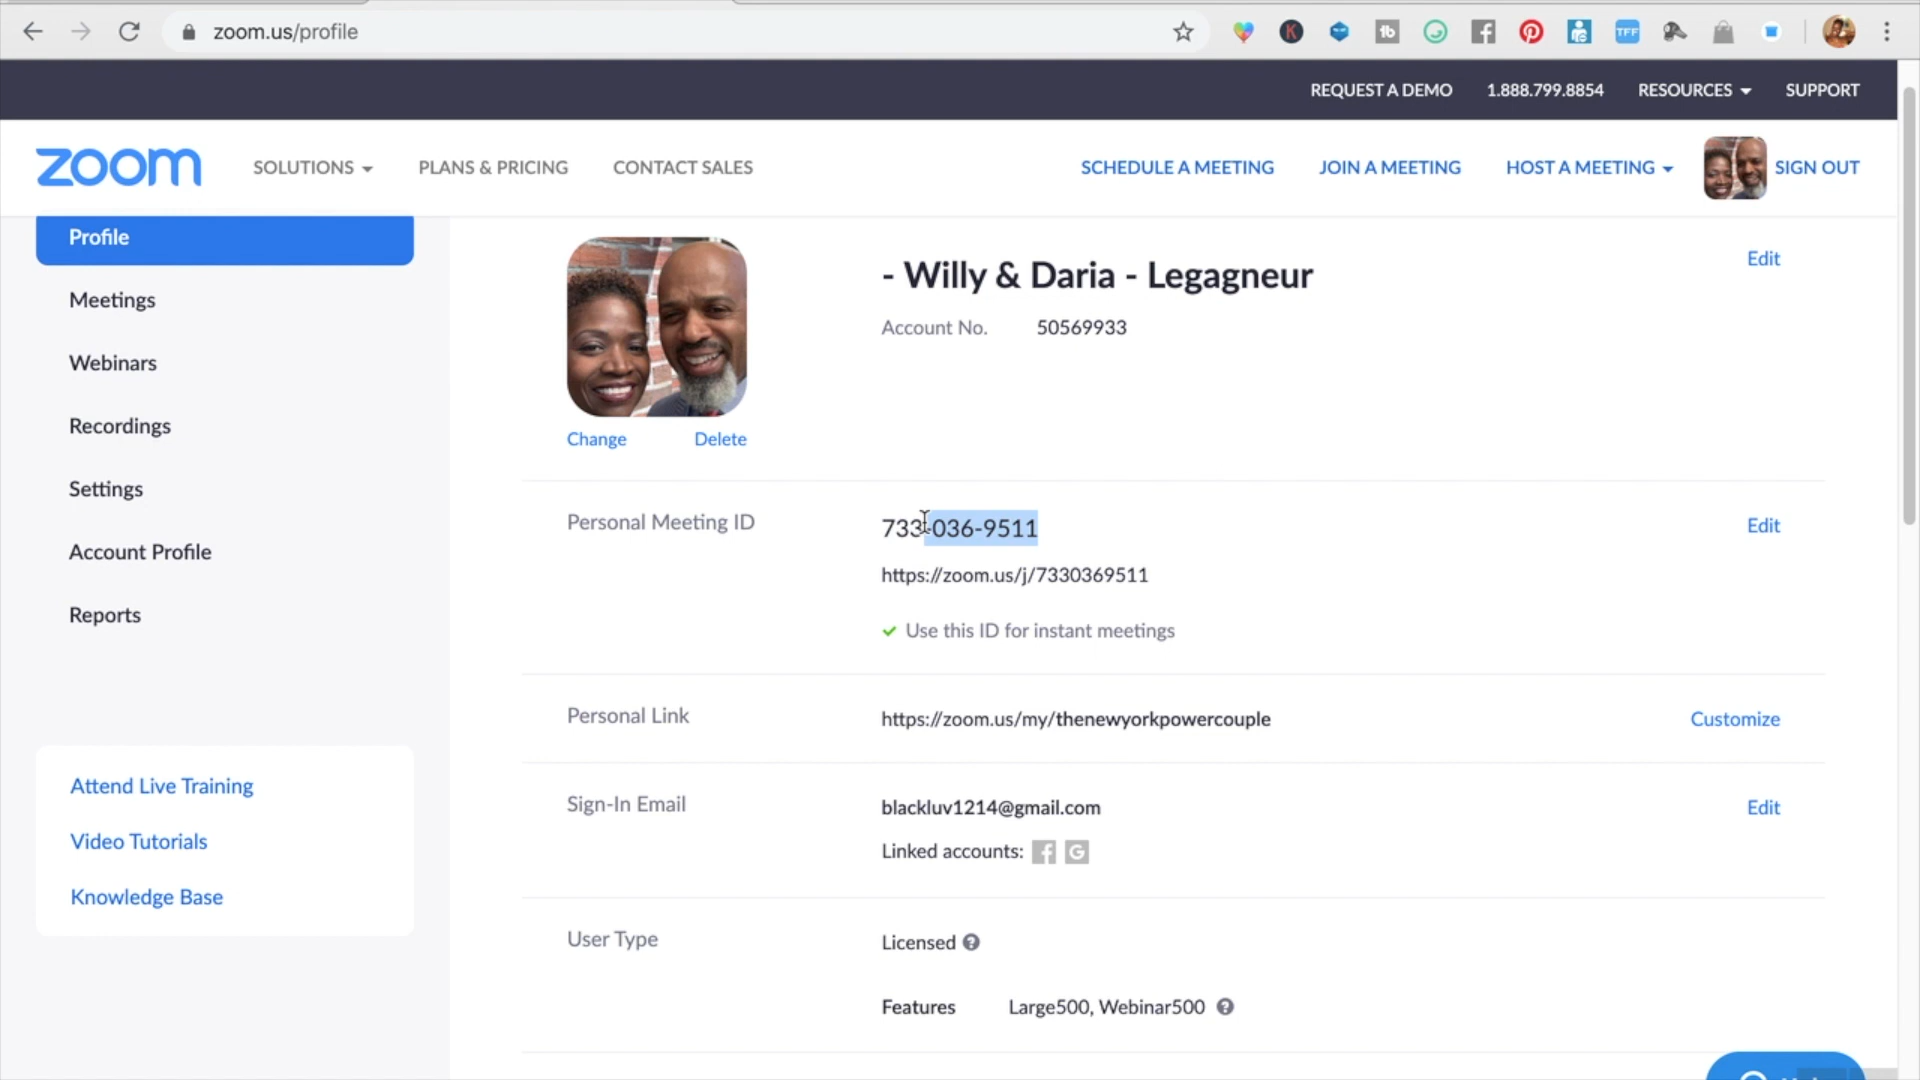 zoom.us/profile
tb
TFF
REQUEST A DEMO 1.888.799.8854 RESOURCES SUPPORT
zoom SOLUTIONS PLANS & PRICING CONTACT SALES SCHEDULE A MEETING JOIN A MEETING HOST A MEETING SIGN OUT
Profile
Meetings
Webinars
Recordings
Settings
Account Profile
Reports
Attend Live Training
Video Tutorials
Knowledge Base
- Willy & Daria - Legagneur Edit
Account No. 50569933
Change Delete
Personal Meeting ID 733-036-9511 Edit
https://zoom.us/j/7330369511
Use this ID for instant meetings
Personal Link https://zoom.us/my/thenewyorkpowercouple Customize
Sign-In Email blackluv1214@gmail.com Edit
Linked accounts:
User Type Licensed
Features Large500, Webinar500